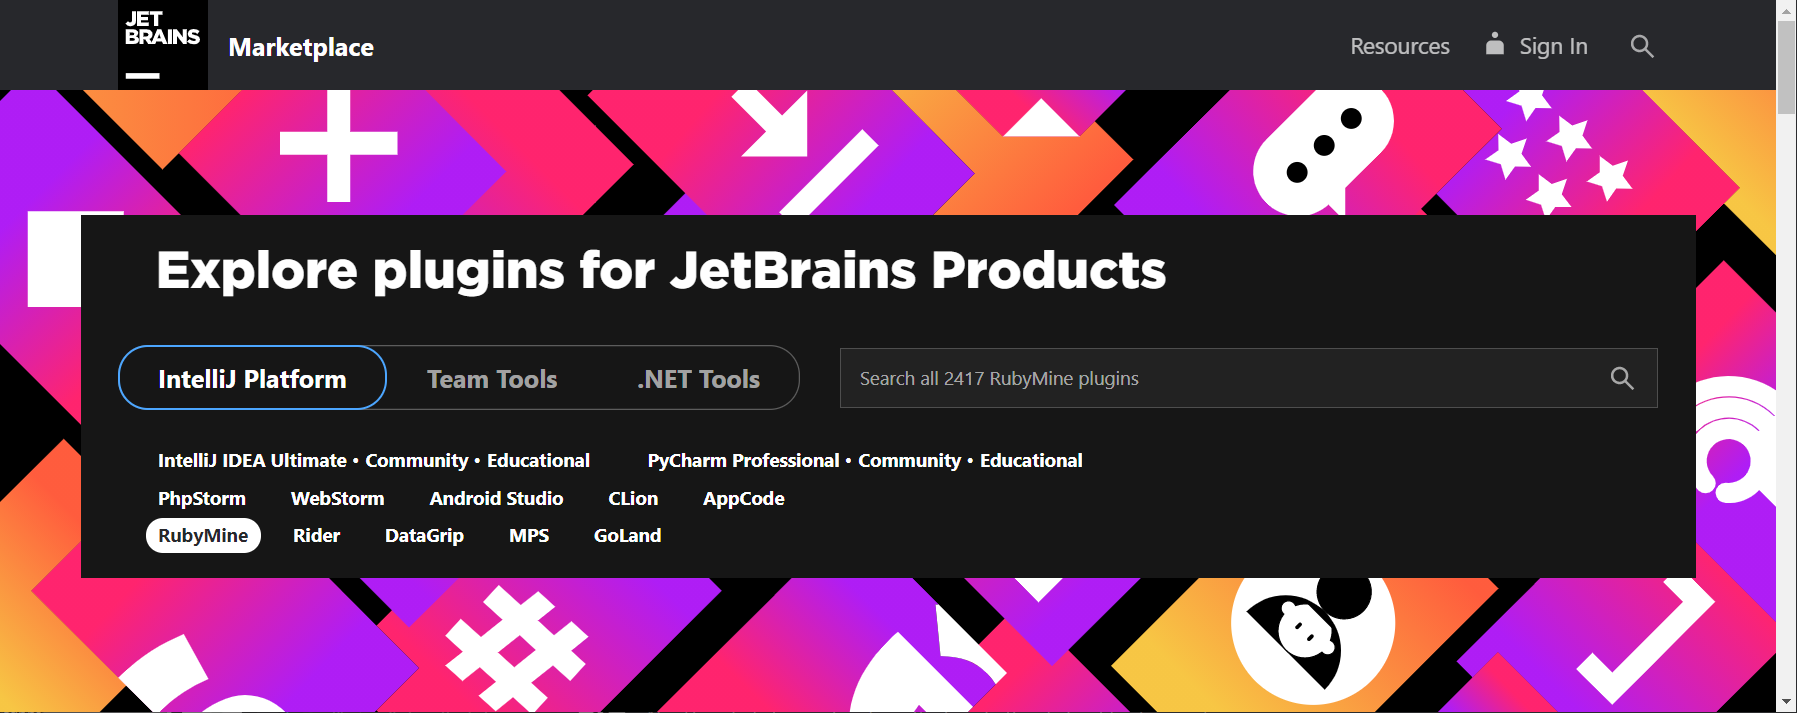 JET
BRAINS
Marketplace
Resources
Sign In
Explore plugins for JetBrains Products
IntelliJ Platform
Team Tools
.NET Tools
Search all 2417 RubyMine plugins
IntelliJ IDEA Ultimate • Community • Educational
PyCharm Professional • Community • Educational
PhpStorm
WebStorm
Android Studio
CLion
AppCode
RubyMine
Rider
DataGrip
MPS
GoLand